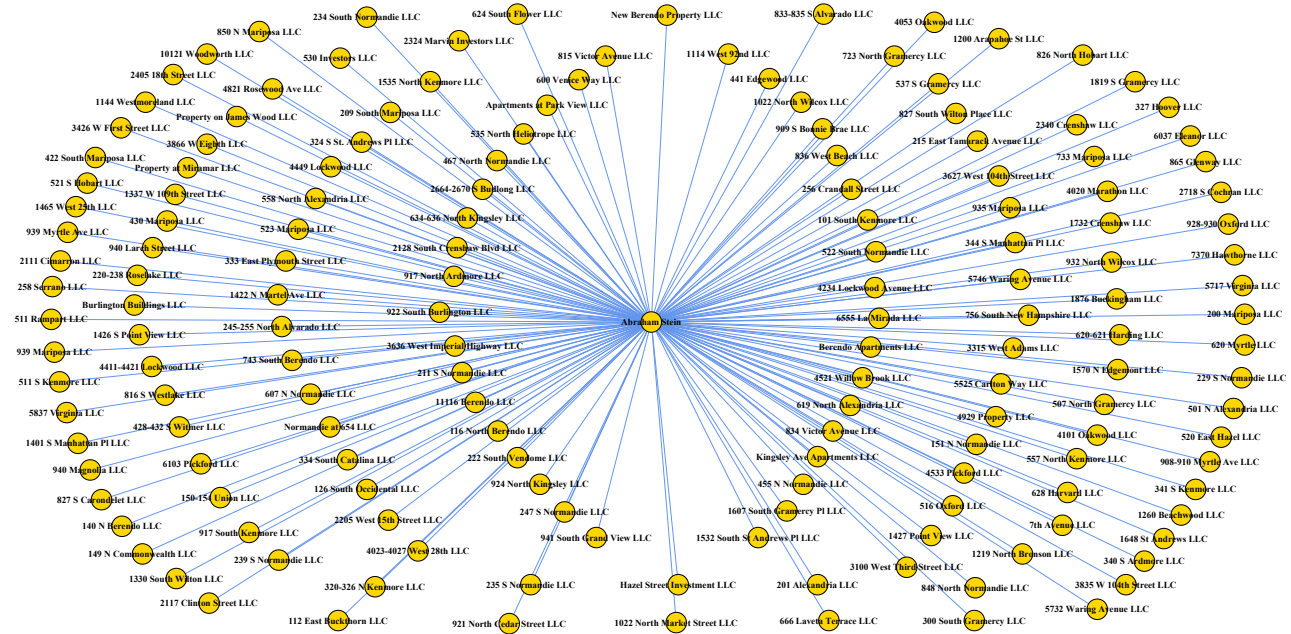 624 South Flower LLC
New Berendo Property LLC
833-835 S Alvarado LLC
234 South Normandie LLC
4053 Oakwood LLC
850 N Mariposa LLC
2324 Marvin Investors LLC
1200 Arapahoe St LLC
10121 Woodworth LLC
530 Investors LLC
815 Victor Avenue LLC
1114 West 92nd LLC
723 North Gramercy LLC
826 North Hobart LLC
2405 18th Street LLC
4821 Rosewood Ave LLC
1535 North Kenmore LLC
600 Venice Way LLC
441 Edgewood LLC
537 S Gramercy LLC
1819 S Gramercy LLC
1144 Westmoreland LLC
Property on James Wood LLC
209 South Mariposa LLC
Apartments at Park View LLC
1022 North Wilcox LLC
827 South Wilton Place LLC
327 Hoover LLC
3426 W First Street LLC
3866 W Eighth LLC
324 S St. Andrews Pl LLC
535 North Heliotrope LLC
909 S Bonnie Brae LLC
215 East Tamarack Avenue LLC
2340 Crenshaw LLC
6037 Eleanor LLC
422 South Mariposa LLC
Property at Miramar LLC
4449 Lockwood LLC
467 North Normandie LLC
836 West Beach LLC
3627 West 104th Street LLC
733 Mariposa LLC
865 Glenway LLC
521 S Hobart LLC
1337 W 109th Street LLC
558 North Alexandria LLC
2664-2670 S Budlong LLC
256 Crandall Street LLC
935 Mariposa LLC
4020 Marathon LLC
2718 S Cochran LLC
1465 West 25th LLC
430 Mariposa LLC
523 Mariposa LLC
634-636 North Kingsley LLC
101 South Kenmore LLC
1732 Crenshaw LLC
928-930 Oxford LLC
939 Myrtle Ave LLC
940 Larch Street LLC
2128 South Crenshaw Blvd LLC
522 South Normandie LLC
344 S Manhattan Pl LLC
7370 Hawthorne LLC
2111 Cimarron LLC
220-238 Roselake LLC
333 East Plymouth Street LLC
917 North Ardmore LLC
5746 Waring Avenue LLC
932 North Wilcox LLC
258 Serrano LLC
Burlington Buildings LLC
1422 N Martel Ave LLC
4234 Lockwood Avenue LLC
1876 Buckingham LLC
5717 Virginia LLC
511 Rampart LLC
1426 S Point View LLC
245-255 North Alvarado LLC
922 South Burlington LLC
Abraham Stein
6555 La Mirada LLC
756 South New Hampshire LLC
200 Mariposa LLC
939 Mariposa LLC
743 South Berendo LLC
3636 West Imperial Highway LLC
Berendo Apartments LLC
3315 West Adams LLC
620-621 Harding LLC
620 Myrtle LLC
511 S Kenmore LLC
4411-4421 Lockwood LLC
211 S Normandie LLC
4521 Willow Brook LLC
5525 Carlton Way LLC
1570 N Edgemont LLC
229 S Normandie LLC
5837 Virginia LLC
816 S Westlake LLC
607 N Normandie LLC
11116 Berendo LLC
619 North Alexandria LLC
4929 Property LLC
507 North Gramercy LLC
501 N Alexandria LLC
1401 S Manhattan Pl LLC
428-432 S Witmer LLC
Normandie at 654 LLC
116 North Berendo LLC
834 Victor Avenue LLC
151 N Normandie LLC
4101 Oakwood LLC
520 East Hazel LLC
940 Magnolia LLC
6103 Pickford LLC
334 South Catalina LLC
222 South Vendome LLC
Kingsley Ave Apartments LLC
4533 Pickford LLC
557 North Kenmore LLC
908-910 Myrtle Ave LLC
827 S Carondelet LLC
150-154 Union LLC
126 South Occidental LLC
924 North Kingsley LLC
455 N Normandie LLC
628 Harvard LLC
341 S Kenmore LLC
140 N Berendo LLC
917 South Kenmore LLC
2205 West 15th Street LLC
247 S Normandie LLC
1607 South Gramercy Pl LLC
516 Oxford LLC
7th Avenue LLC
1260 Beachwood LLC
149 N Commonwealth LLC
239 S Normandie LLC
4023-4027 West 28th LLC
941 South Grand View LLC
1532 South St Andrews Pl LLC
1427 Point View LLC
1219 North Bronson LLC
1648 St Andrews LLC
1330 South Wilton LLC
320-326 N Kenmore LLC
235 S Normandie LLC
Hazel Street Investment LLC
201 Alexandria LLC
3100 West Third Street LLC
848 North Normandie LLC
340 S Ardmore LLC
3835 W 104th Street LLC
2117 Clinton Street LLC
112 East Buckthorn LLC
921 North Cedar Street LLC
1022 North Market Street LLC
666 Laveta Terrace LLC
300 South Gramercy LLC
5732 Waring Avenue LLC